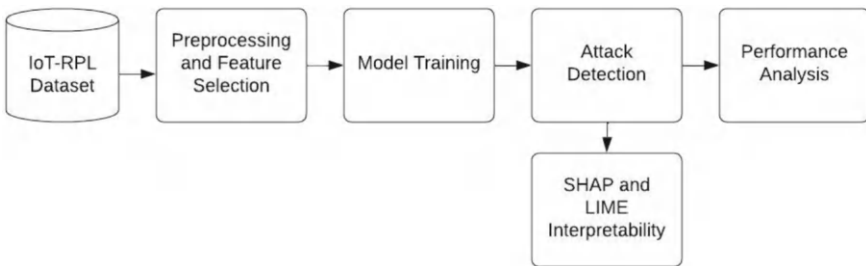 IoT-RPL
Dataset
Preprocessing
and Feature
Selection
Model Training
Attack
Detection
Performance
Analysis
SHAP and
LIME
Interpretability